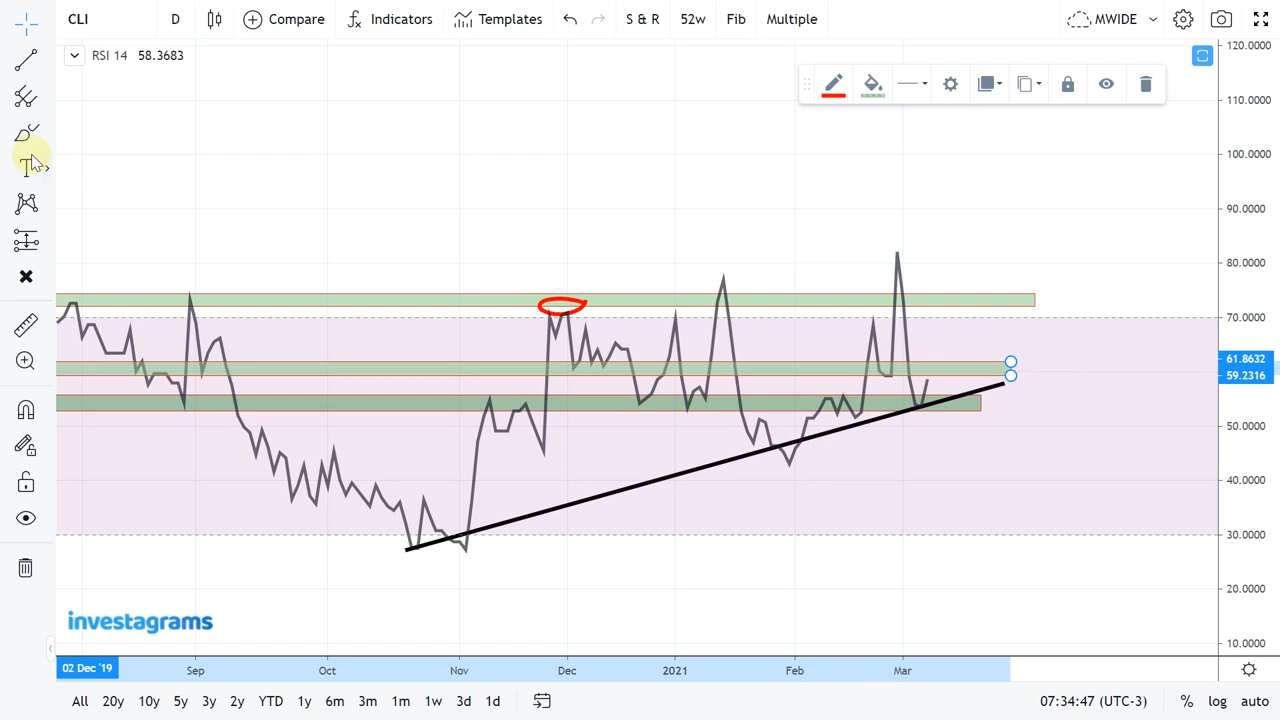 CLI D Compare Indicators Templates S & R 52w Fib Multiple MWIDE
RSI 14 58.3683
120.0000
110.0000
100.0000
90.0000
80.0000
70.0000
61.8632
59.2316
50.0000
40.0000
30.0000
20.0000
10.0000
investagrams
02 Dec '19 Sep Oct Nov Dec 2021 Feb Mar
All 20y 10y 5y 3y 2y YTD 1y 6m 3m 1m 1w 3d 1d 07:34:47 (UTC-3) % log auto